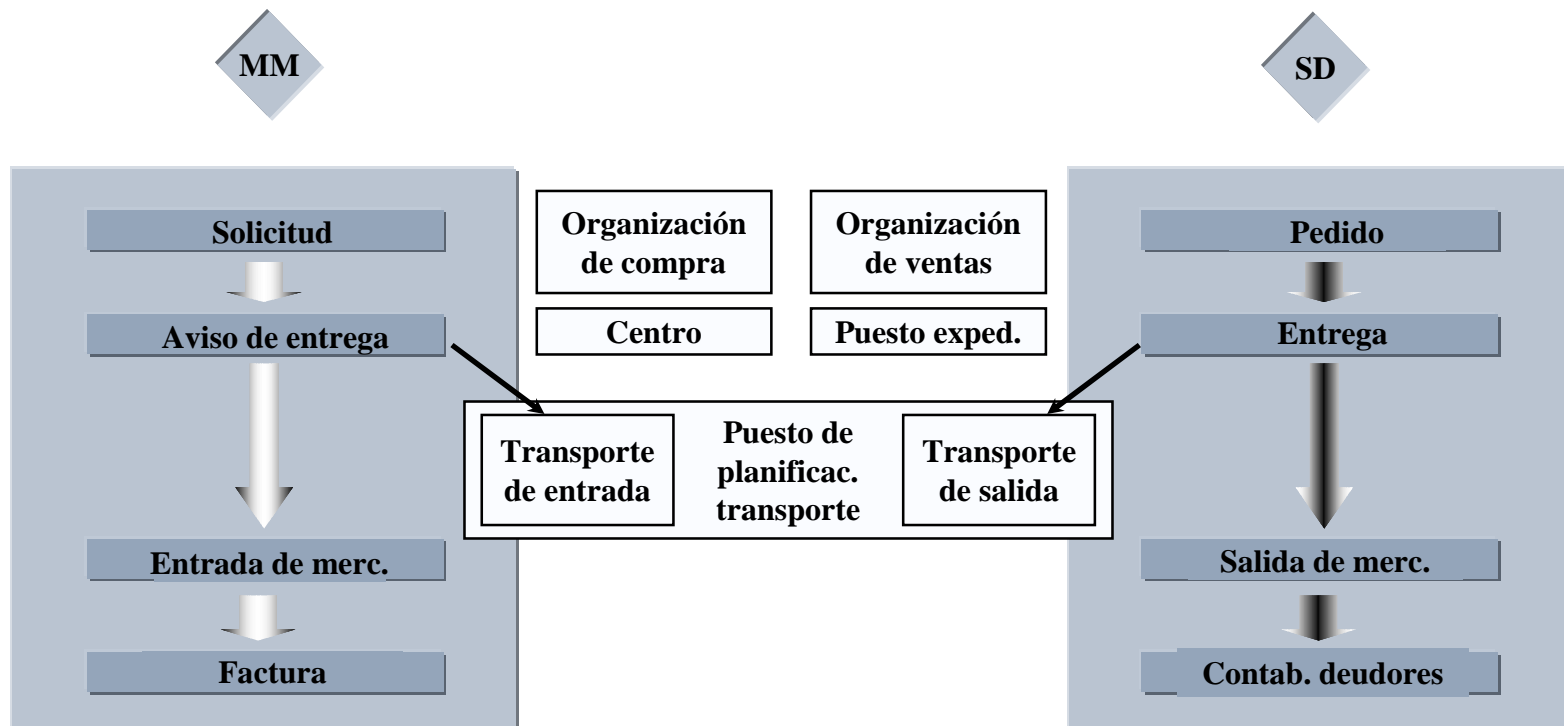 MM
SD
Solicitud
Aviso de entrega
Entrada de merc.
Factura
Organización
de compra
Organización
de ventas
Centro
Puesto exped.
Transporte
de entrada
Puesto de
planificac.
transporte
Transporte
de salida
Pedido
Entrega
Salida de merc.
Contab. deudores